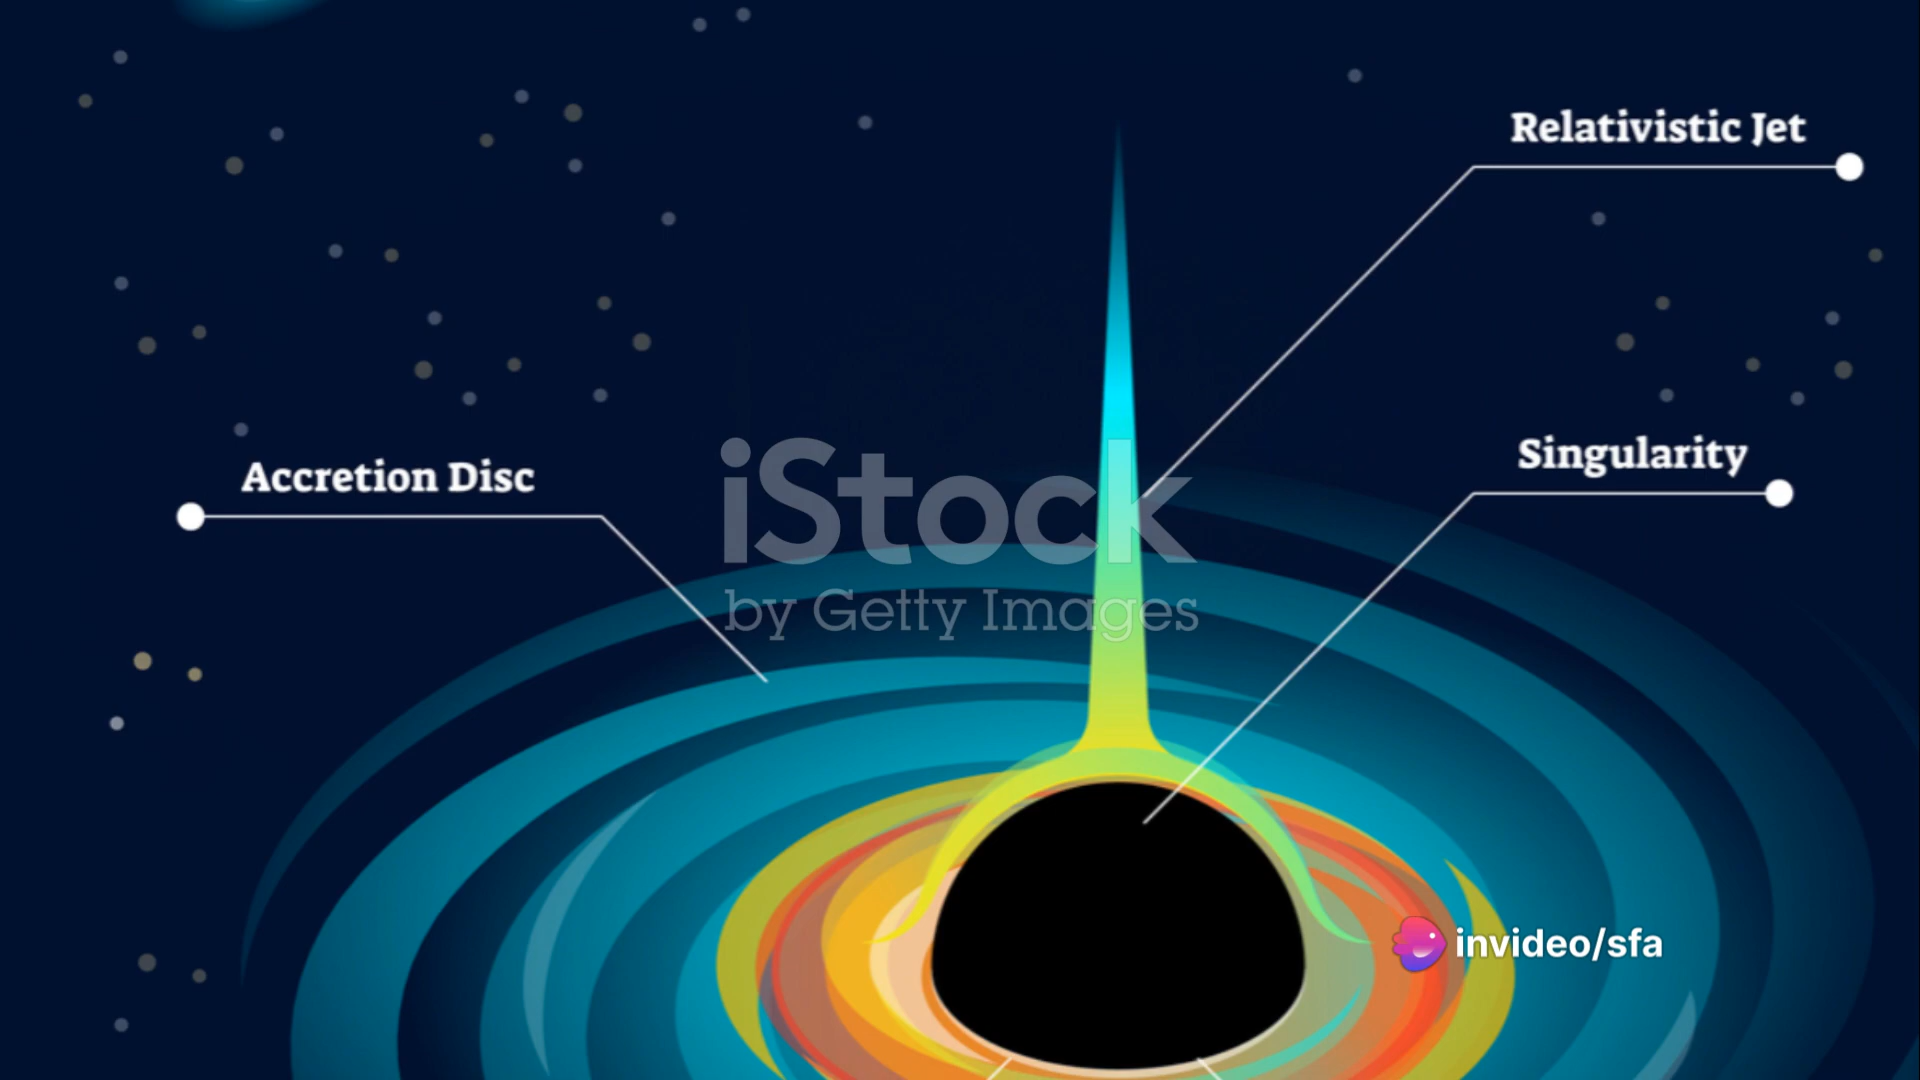 Relativistic Jet
Singularity
Accretion Disc
iStock
by Getty Images
invideo/sfa